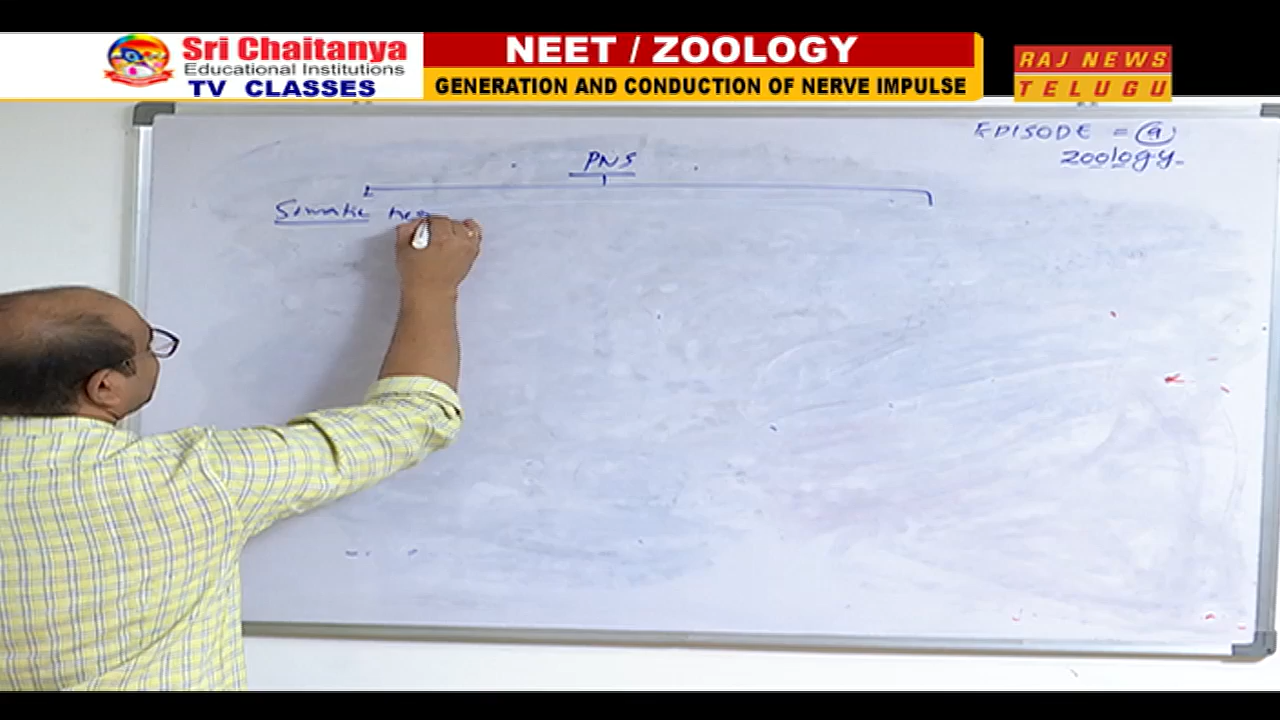 Sri Chaitanya
Educational Institutions
TV CLASSES
NEET / ZOOLOGY
GENERATION AND CONDUCTION OF NERVE IMPULSE
RAJ NEWS
TELUGU
EPISODE = 9
Zoology
PNS
Somatic